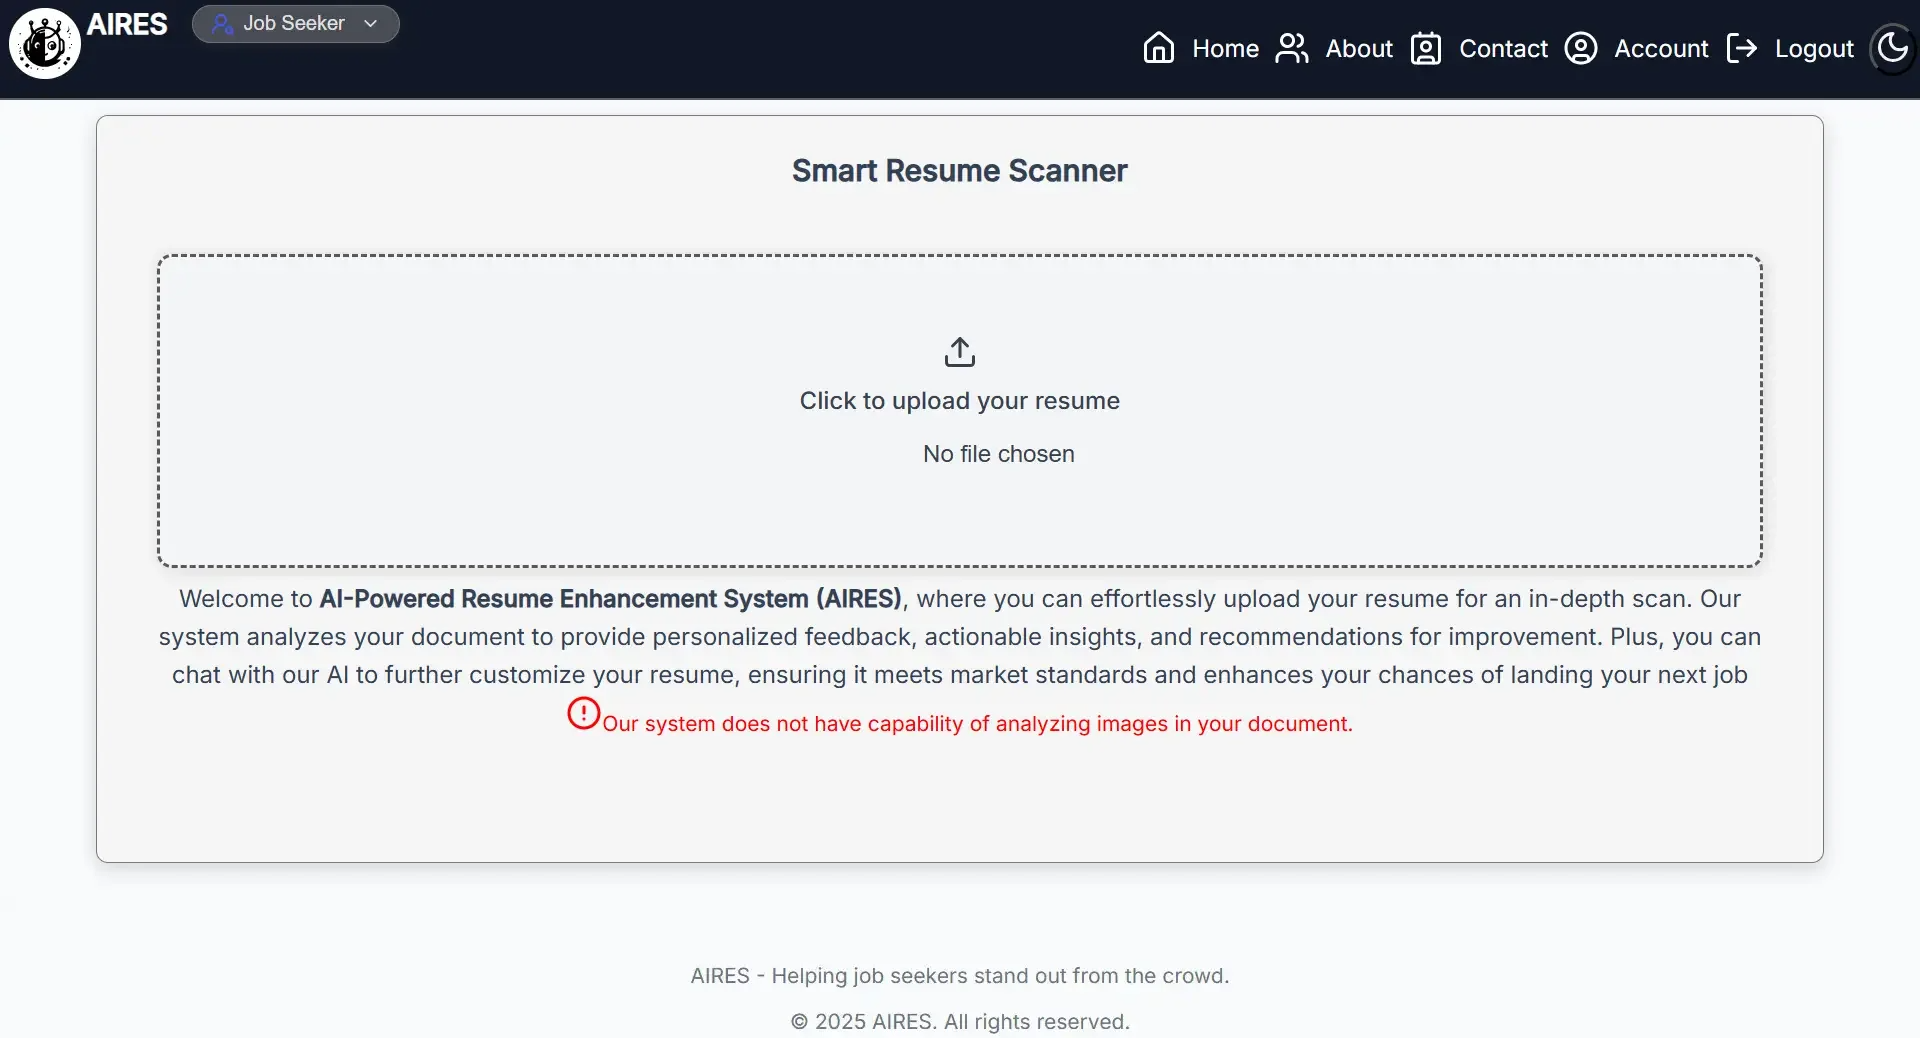 AIRES
Job Seeker
Home About Contact Account Logout
Smart Resume Scanner
Click to upload your resume
No file chosen
Welcome to AI-Powered Resume Enhancement System (AIRES), where you can effortlessly upload your resume for an in-depth scan. Our
system analyzes your document to provide personalized feedback, actionable insights, and recommendations for improvement. Plus, you can
chat with our AI to further customize your resume, ensuring it meets market standards and enhances your chances of landing your next job
Our system does not have capability of analyzing images in your document.
AIRES - Helping job seekers stand out from the crowd.
© 2025 AIRES. All rights reserved.